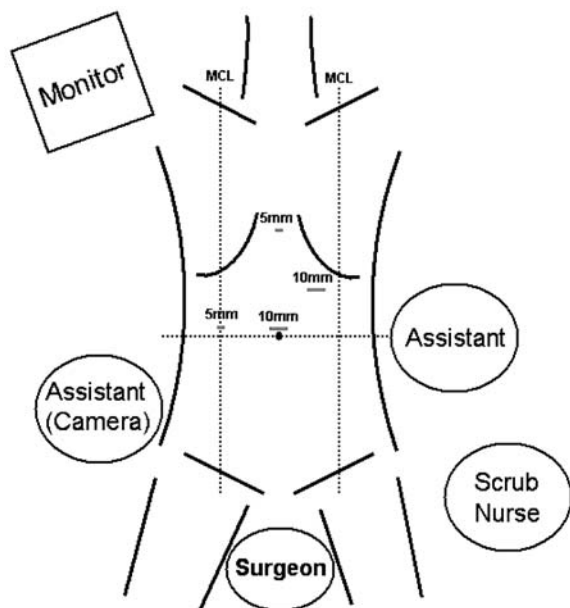 Monitor
MCL
MCL
5mm
10mm
5mm
10mm
Assistant
Assistant
(Camera)
Scrub
Nurse
Surgeon